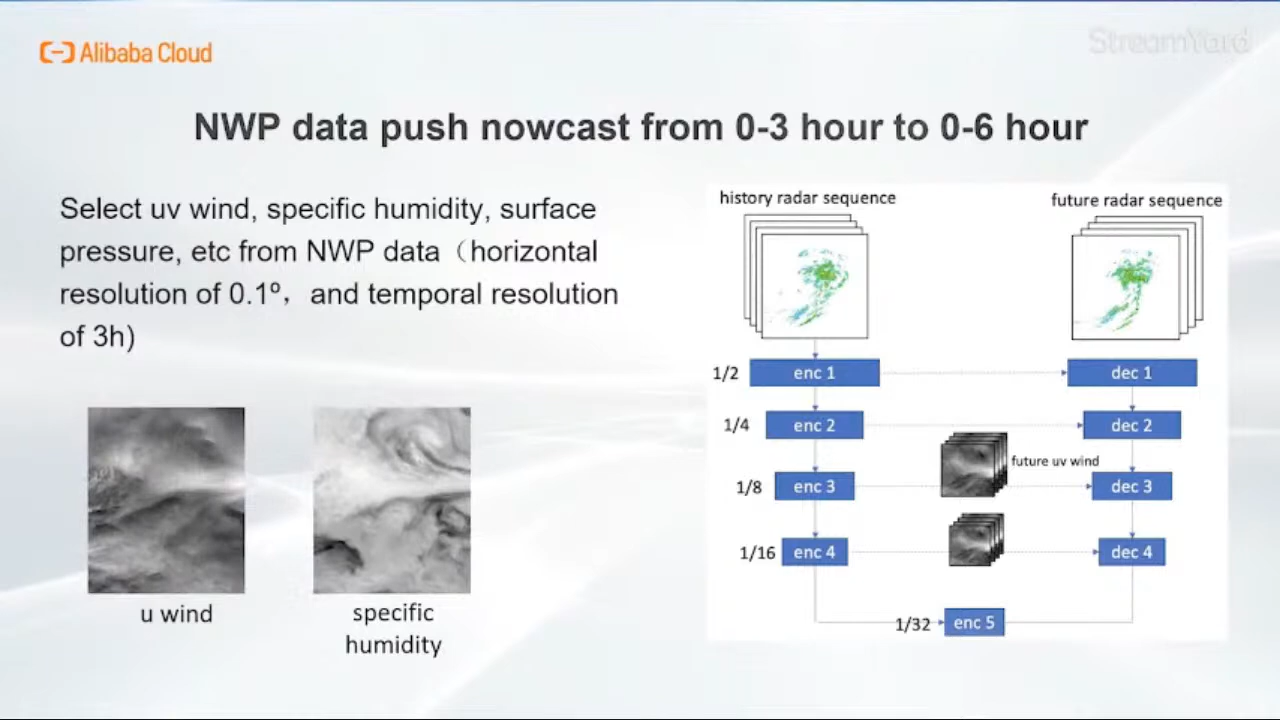 Alibaba Cloud
StreamYard
NWP data push nowcast from 0-3 hour to 0-6 hour
Select uv wind, specific humidity, surface
pressure, etc from NWP data（horizontal
resolution of 0.1º， and temporal resolution
of 3h)
u wind
specific
humidity
history radar sequence
future radar sequence
1/2
enc 1
dec 1
1/4
enc 2
dec 2
future uv wind
1/8
enc 3
dec 3
1/16
enc 4
dec 4
1/32
enc 5